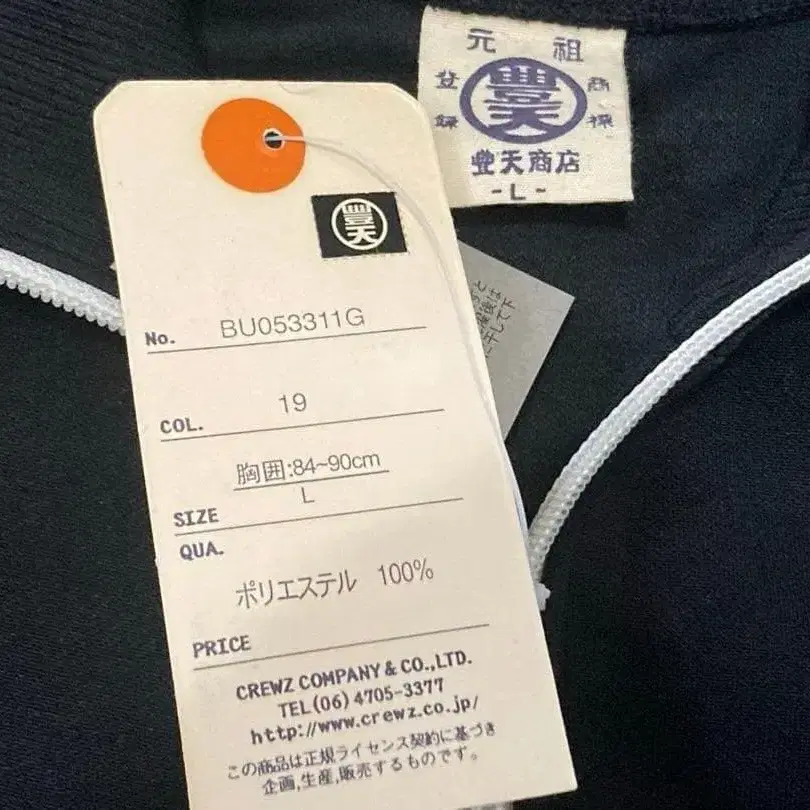 元祖
登録
商標
豊天
豊天商店
-L-
豊天
No. BU053311G
COL. 19
胸囲:84~90cm
L
SIZE
QUA.
ポリエステル 100%
PRICE
CREWZ COMPANY & CO.,LTD.
TEL(06)4705-3377
http://www.crewz.co.jp/
この商品は正規ライセンス契約に基づき
企画,生産,販売するものです。